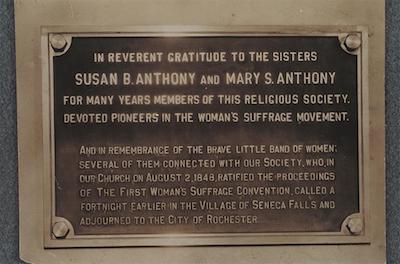 IN REVERENT GRATITUDE TO THE SISTERS
SUSAN B. ANTHONY AND MARY S. ANTHONY
FOR MANY YEARS MEMBERS OF THIS RELIGIOUS SOCIETY.
DEVOTED PIONEERS IN THE WOMAN'S SUFFRAGE MOVEMENT.
AND IN REMEMBRANCE OF THE BRAVE LITTLE BAND OF WOMEN;
SEVERAL OF THEM CONNECTED WITH OUR SOCIETY, WHO, IN
OUR CHURCH ON AUGUST 2, 1848, RATIFIED THE PROCEEDINGS
OF THE FIRST WOMAN'S SUFFRAGE CONVENTION, CALLED A
FORTNIGHT EARLIER IN THE VILLAGE OF SENECA FALLS AND
ADJOURNED TO THE CITY OF ROCHESTER.